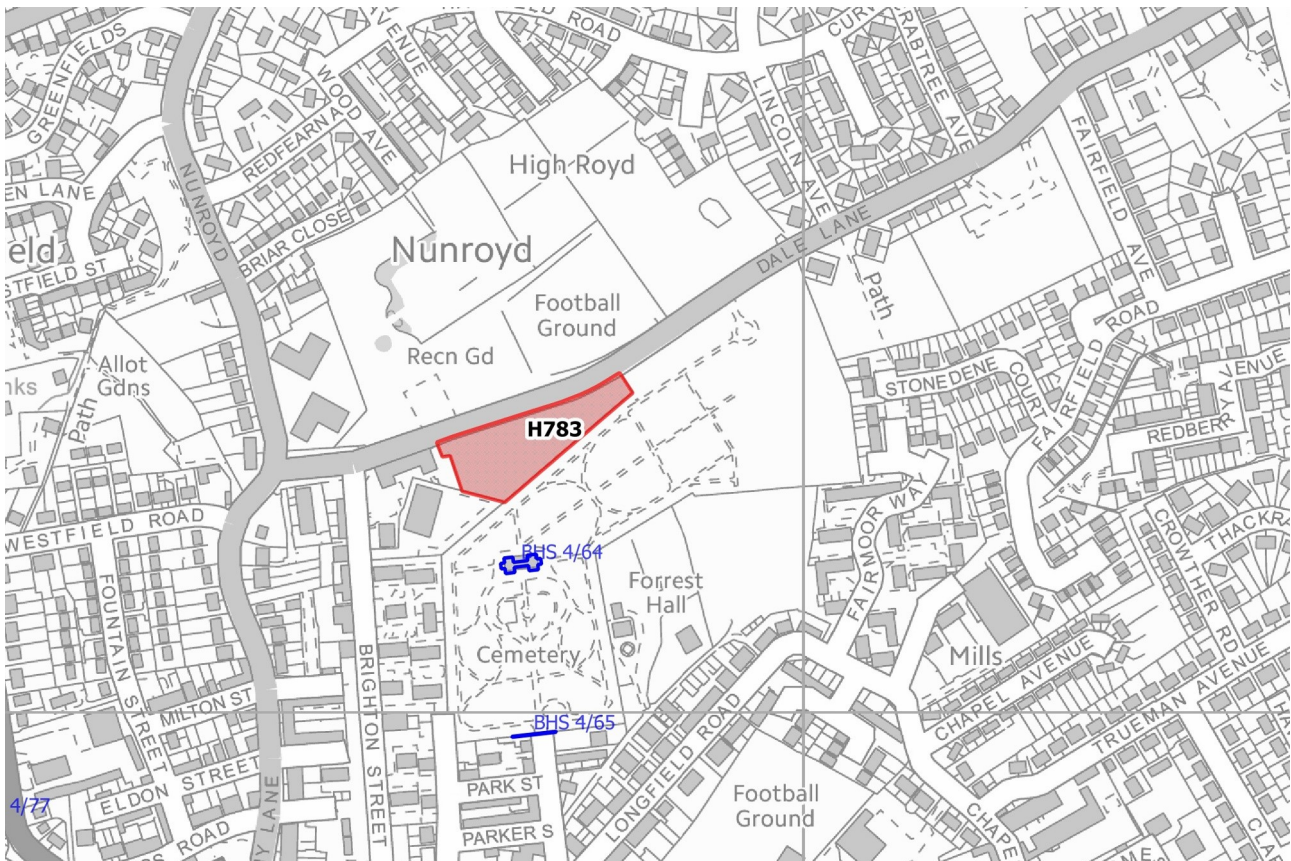 GREENFIELDS
AVENUE
ROAD
WOOD AVE
REDFEARN
LINCOLN AVE
CRABTREE AVE
FAIRFIELD AVE
High Royd
NUNROYD
BRIAR CLOSE
EN LANE
eld
STFIELD ST
Nunroyd
DALE LANE
Path
Football
Ground
Recn Gd
Allot
Gdns
nks
Path
STONEDENE
COURT
FAIRFIELD
ROAD
ENUE
H783
WESTFIELD ROAD
FAIRMOOR WAY
CROWTHER RD
THACKRA
BHS 4/64
Forrest
Hall
FOUNTAIN STREET
BRIGHTON STREET
Cemetery
Mills
CHAPEL AVENUE
TRUEMAN AVENUE
MILTON ST
BHS 4/65
LONGFIELD ROAD
ELDON STREET
PARK ST
4/77
Y LANE
S ROAD
PARKER S
Football
Ground
CHAPE